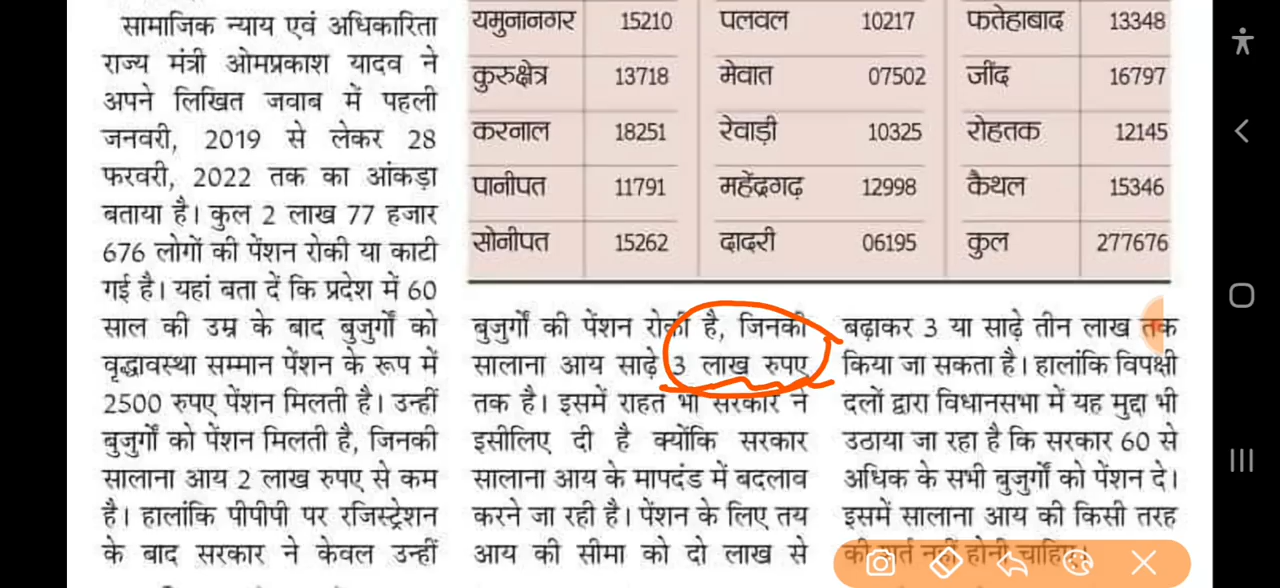 सामाजिक न्याय एवं अधिकारिता
राज्य मंत्री ओमप्रकाश यादव ने
अपने लिखित जवाब में पहली
जनवरी, 2019 से लेकर 28
फरवरी, 2022 तक का आंकड़ा
बताया है। कुल 2 लाख 77 हजार
676 लोगों की पेंशन रोकी या काटी
गई है। यहां बता दें कि प्रदेश में 60
साल की उम्र के बाद बुजुर्गों को
वृद्धावस्था सम्मान पेंशन के रूप में
2500 रुपए पेंशन मिलती है। उन्हीं
बुजुर्गों को पेंशन मिलती है, जिनकी
सालाना आय 2 लाख रुपए से कम
है। हालांकि पीपीपी पर रजिस्ट्रेशन
के बाद सरकार ने केवल उन्हीं
यमुनानगर 15210 पलवल 10217 फतेहाबाद 13348
कुरुक्षेत्र 13718 मेवात 07502 जींद 16797
करनाल 18251 रेवाड़ी 10325 रोहतक 12145
पानीपत 11791 महेंद्रगढ़ 12998 कैथल 15346
सोनीपत 15262 दादरी 06195 कुल 277676
बुजुर्गों की पेंशन रोकी है, जिनकी
सालाना आय साढ़े 3 लाख रुपए
तक है। इसमें राहत भी सरकार ने
इसीलिए दी है क्योंकि सरकार
सालाना आय के मापदंड में बदलाव
करने जा रही है। पेंशन के लिए तय
आय की सीमा को दो लाख से
बढ़ाकर 3 या साढ़े तीन लाख तक
किया जा सकता है। हालांकि विपक्षी
दलों द्वारा विधानसभा में यह मुद्दा भी
उठाया जा रहा है कि सरकार 60 से
अधिक के सभी बुजुर्गों को पेंशन दे।
इसमें सालाना आय की किसी तरह
की शर्त नहीं होनी चाहिए।